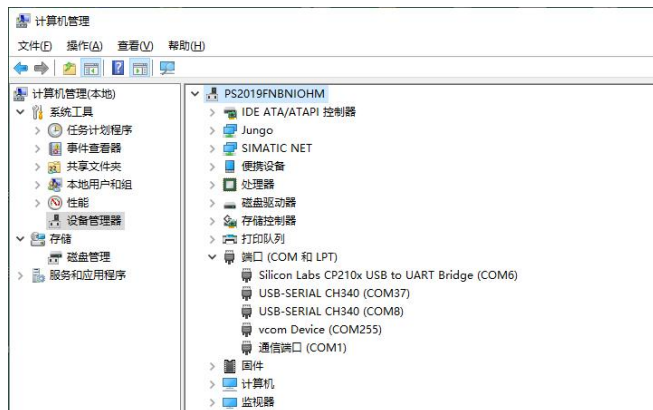 计算机管理
文件(F) 操作(A) 查看(V) 帮助(H)
计算机管理(本地)
系统工具
任务计划程序
事件查看器
共享文件夹
本地用户和组
性能
设备管理器
存储
磁盘管理
服务和应用程序
PS2019FNBNIOHM
IDE ATA/ATAPI 控制器
Jungo
SIMATIC NET
便携设备
处理器
磁盘驱动器
存储控制器
打印队列
端口 (COM 和 LPT)
Silicon Labs CP210x USB to UART Bridge (COM6)
USB-SERIAL CH340 (COM37)
USB-SERIAL CH340 (COM8)
vcom Device (COM255)
通信端口 (COM1)
固件
计算机
监视器